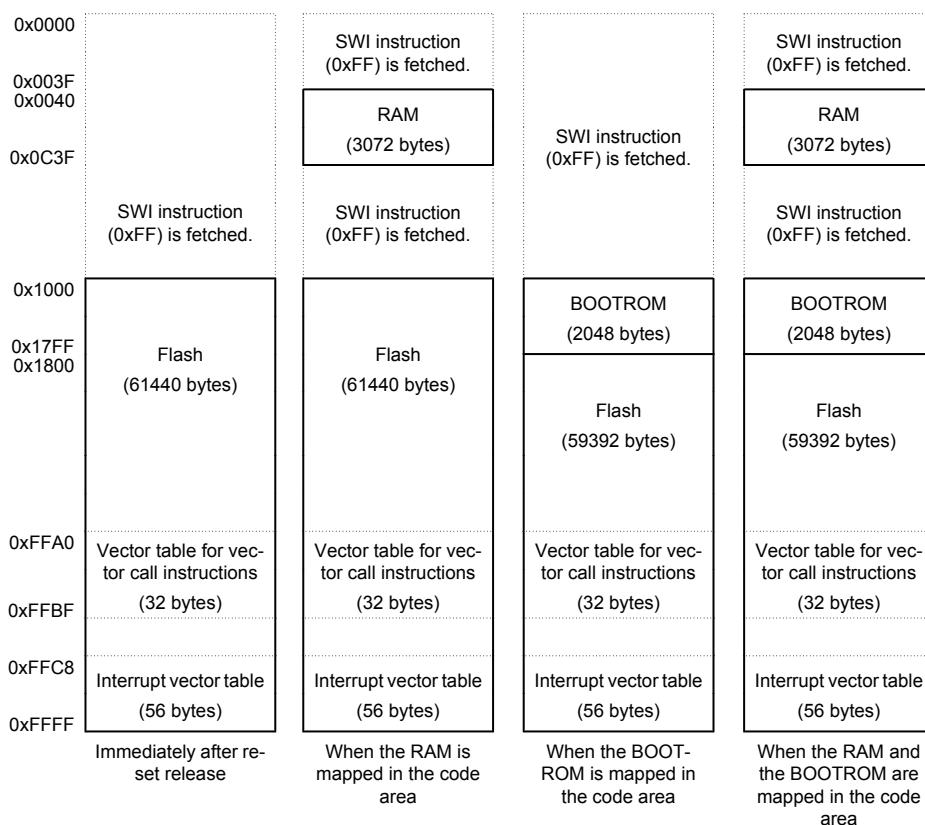 0x0000
0x003F
0x0040
0x0C3F
0x1000
0x17FF
0x1800
0xFFA0
0xFFBF
0xFFC8
0xFFFF
SWI instruction
(0xFF) is fetched.
Flash
(61440 bytes)
Vector table for vec-
tor call instructions
(32 bytes)
Interrupt vector table
(56 bytes)
Immediately after re-
set release
SWI instruction
(0xFF) is fetched.
RAM
(3072 bytes)
SWI instruction
(0xFF) is fetched.
Flash
(61440 bytes)
Vector table for vec-
tor call instructions
(32 bytes)
Interrupt vector table
(56 bytes)
When the RAM is
mapped in the code
area
SWI instruction
(0xFF) is fetched.
BOOTROM
(2048 bytes)
Flash
(59392 bytes)
Vector table for vec-
tor call instructions
(32 bytes)
Interrupt vector table
(56 bytes)
When the BOOT-
ROM is mapped in
the code area
SWI instruction
(0xFF) is fetched.
RAM
(3072 bytes)
SWI instruction
(0xFF) is fetched.
BOOTROM
(2048 bytes)
Flash
(59392 bytes)
Vector table for vec-
tor call instructions
(32 bytes)
Interrupt vector table
(56 bytes)
When the RAM and
the BOOTROM are
mapped in the code
area